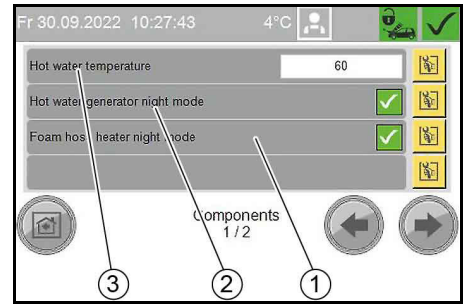 Fr 30.09.2022 10:27:43 4°C
Hot water temperature 60
Hot water generator night mode
Foam hose heater night mode
Components
1 / 2
3 2 1